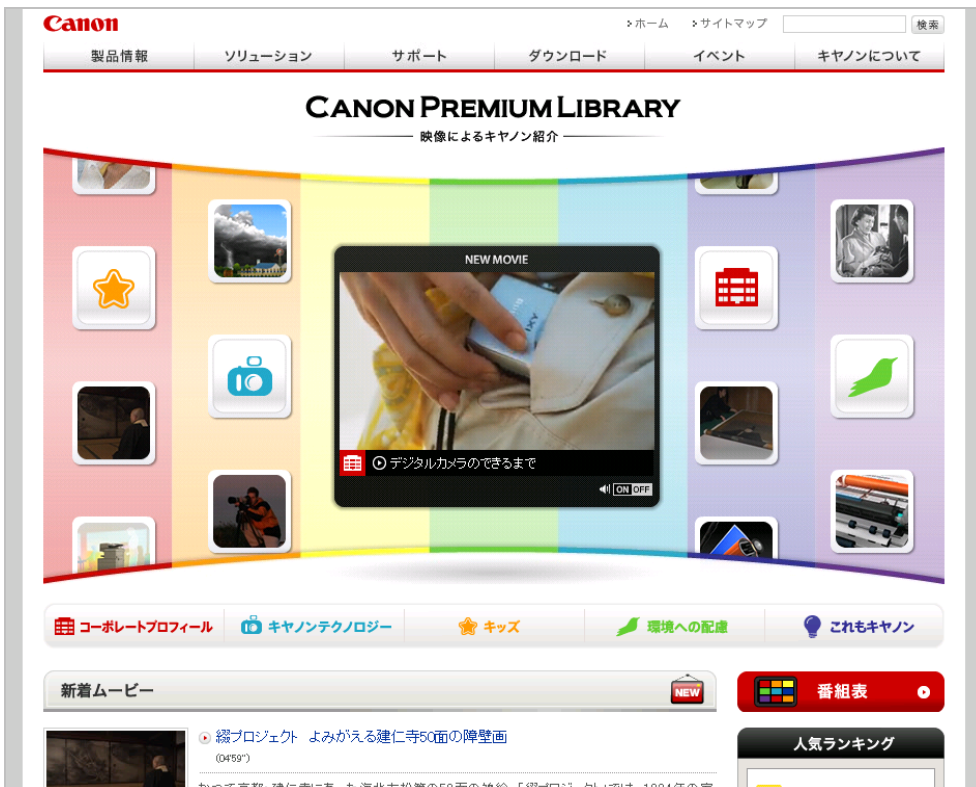 Canon
ホーム サイトマップ 検索
製品情報 ソリューション サポート ダウンロード イベント キヤノンについて
CANON PREMIUM LIBRARY
映像によるキヤノン紹介
NEW MOVIE
IXY
デジタルカメラのできるまで
ON OFF
コーポレートプロフィール キヤノンテクノロジー キッズ 環境への配慮 これもキヤノン
新着ムービー NEW 番組表
綴プロジェクト よみがえる建仁寺50面の障壁画
(04'59")
人気ランキング